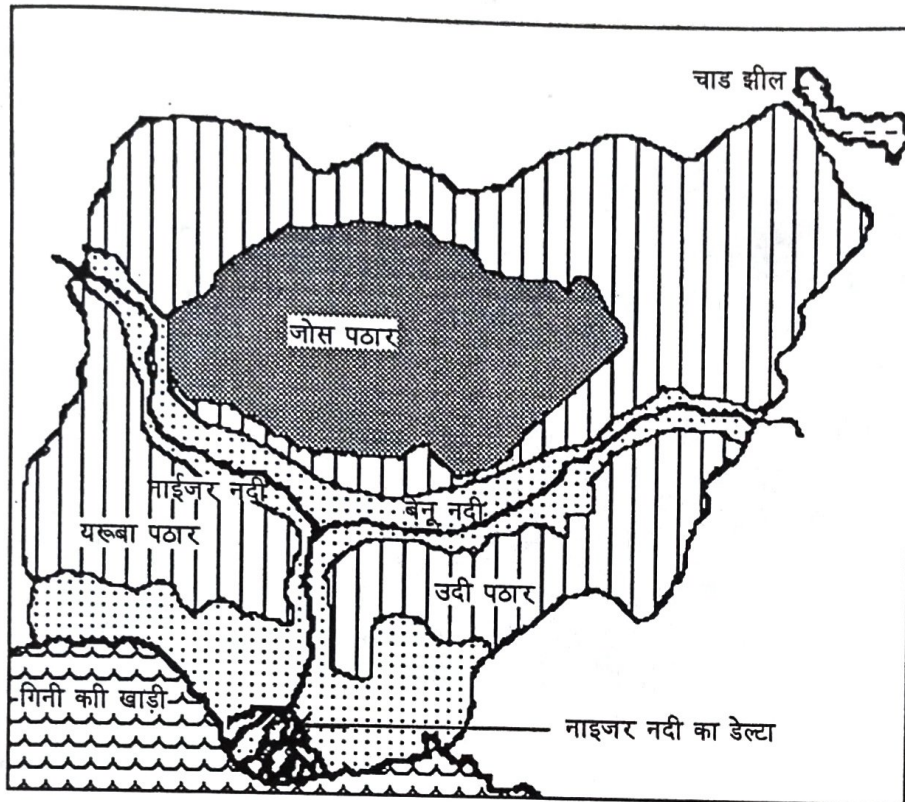 चाड झील
जोस पठार
नाईजर नदी
बेनू नदी
यरूबा पठार
उदी पठार
गिनी काी खाड़ी
नाइजर नदी का डेल्टा